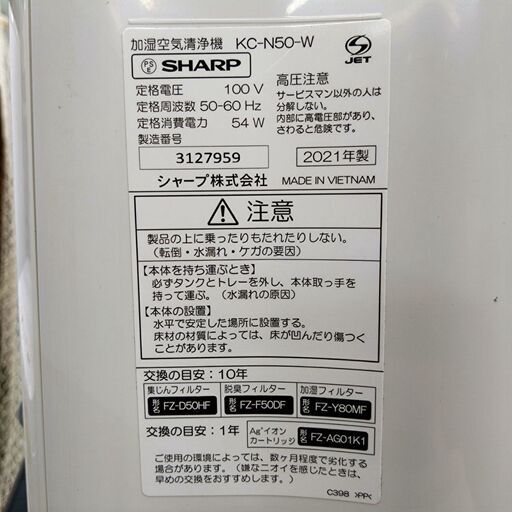 加湿空気清浄機 KC-N50-W
PS E SHARP
S JET
定格電圧 100 V
定格周波数 50-60 Hz
定格消費電力 54 W
製造番号
3127959
シャープ株式会社
高圧注意
サービスマン以外の人は
分解しない。
内部に高電圧部があり、
さわると危険です。
2021年製
MADE IN VIETNAM
注意
製品の上に乗ったりもたれたりしない。
（転倒・水漏れ・ケガの要因）
【本体を持ち運ぶとき】
必ずタンクとトレーを外し、本体取っ手を
持って運ぶ。（水漏れの原因）
【本体の設置】
水平で安定した場所に設置する。
床材の材質によっては、床が凹んだり傷つく
ことがあります。
交換の目安：10年
集じんフィルター 脱臭フィルター 加湿フィルター
形名 FZ-D50HF 形名 FZ-F50DF 形名 FZ-Y80MF
交換の目安：1年 Ag⁺イオンカートリッジ 形名 FZ-AG01K1
ご使用の環境によっては、数ヶ月程度で劣化する
場合があります。（嫌なニオイを感じたときは、
早めの交換をおすすめします。）
C398 >PP<